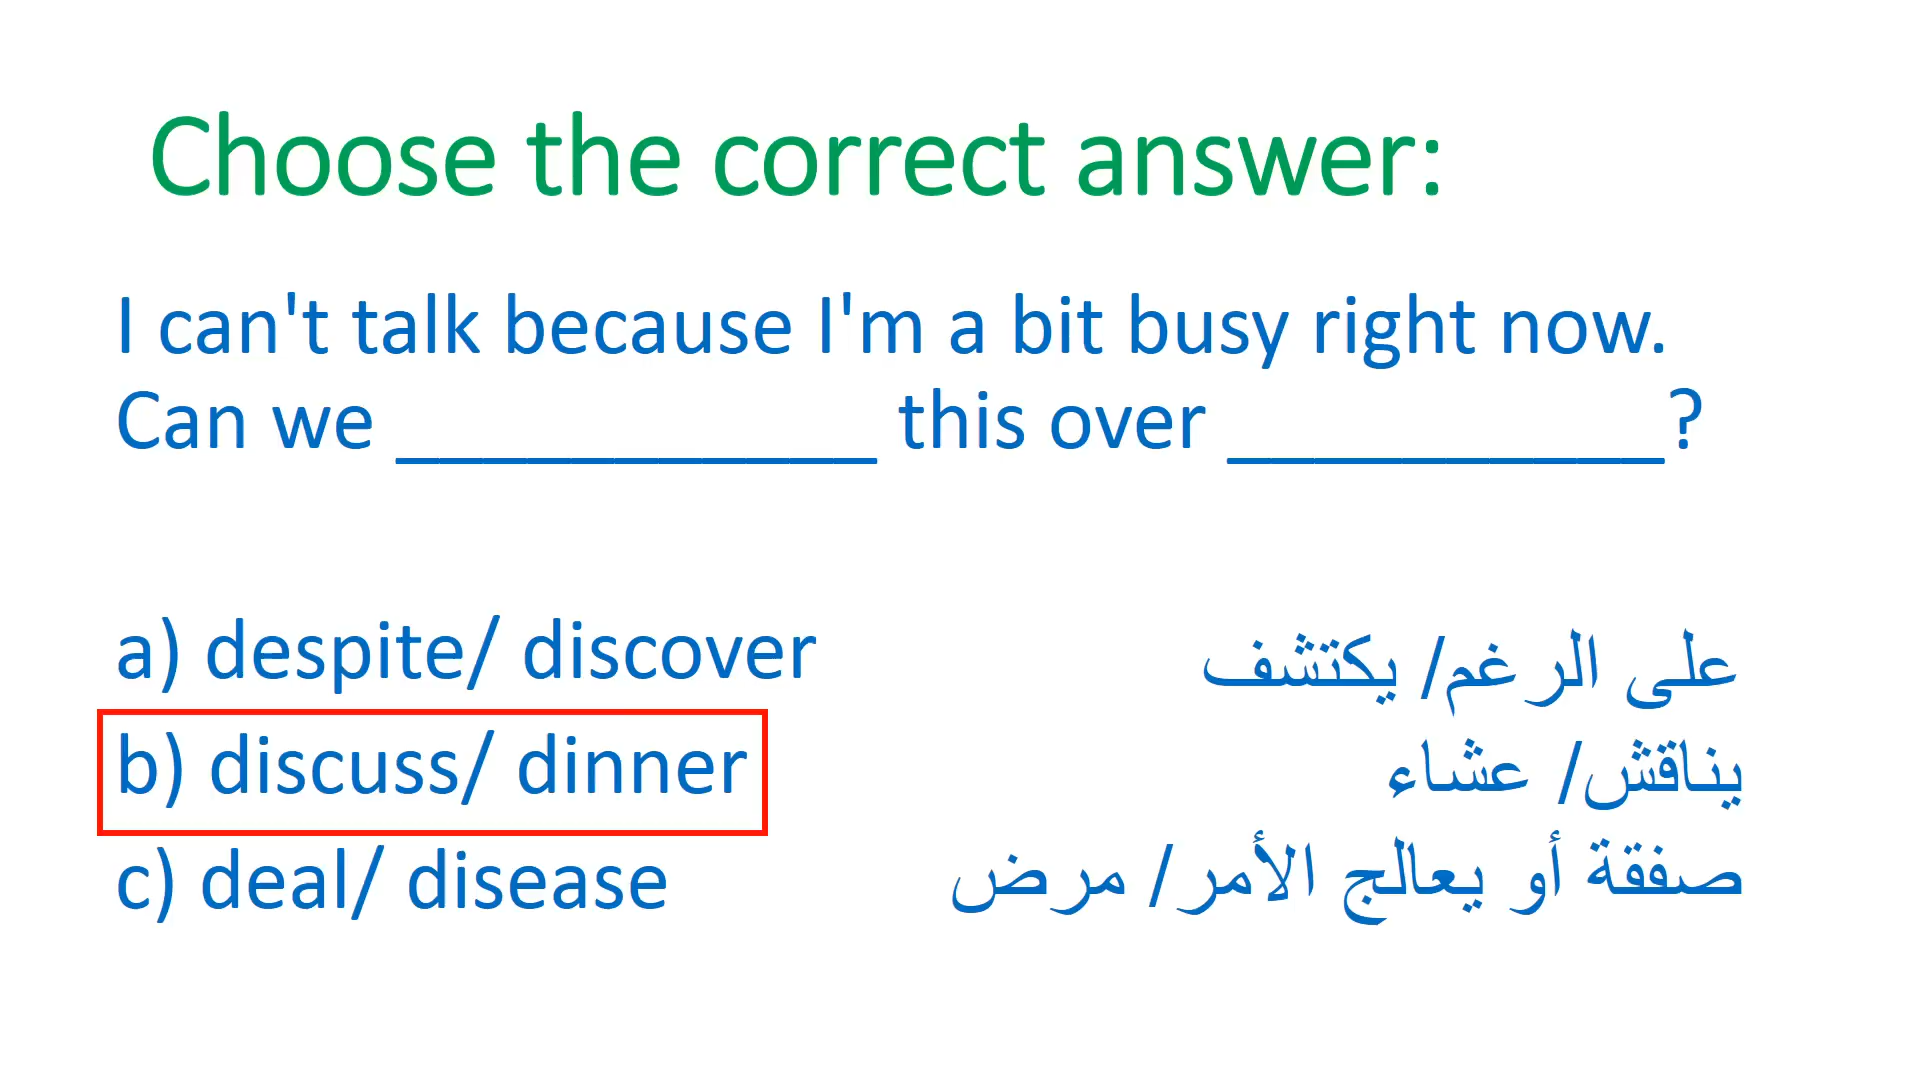 Choose the correct answer:
I can't talk because I'm a bit busy right now.
Can we ___________ this over __________?
a) despite/ discover
على الرغم/ يكتشف
b) discuss/ dinner
يناقش/ عشاء
c) deal/ disease
صفقة أو يعالج الأمر/ مرض